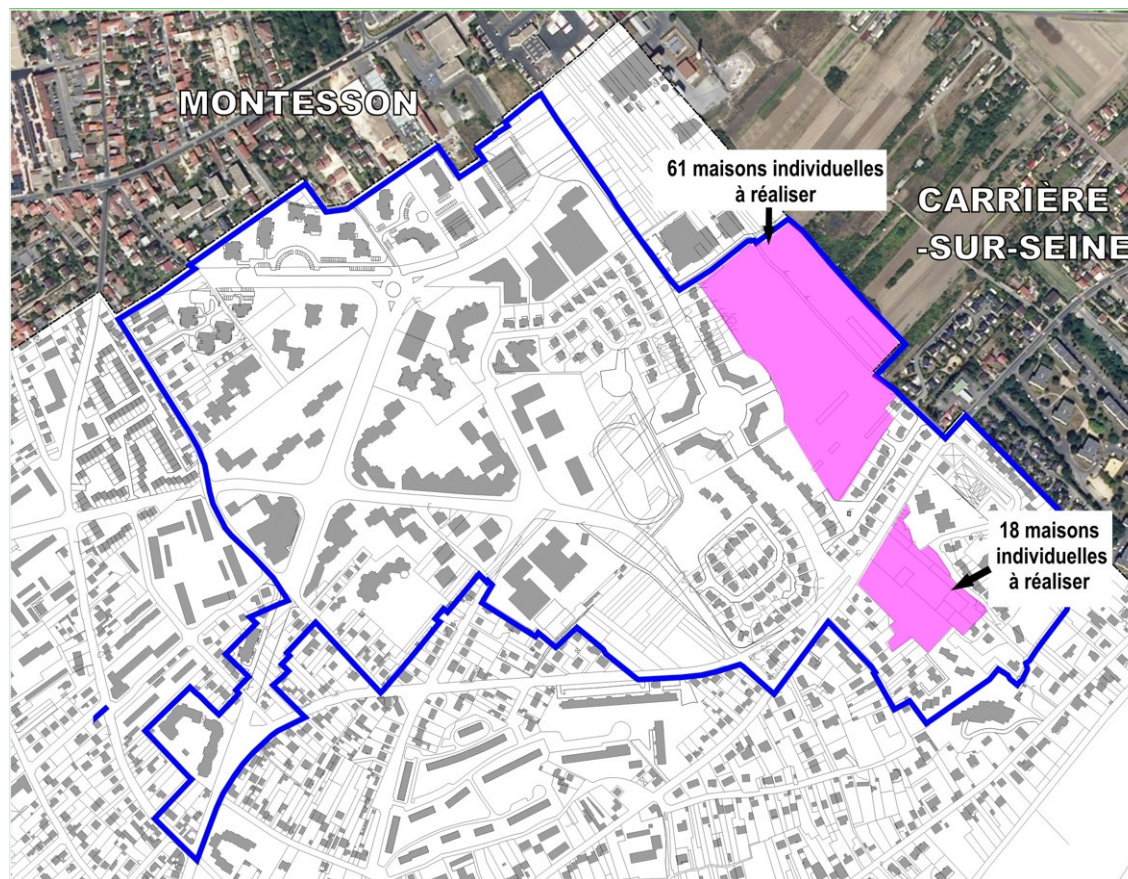 MONTESSON
61 maisons individuelles
à réaliser
CARRIÈRE
-SUR-SEINE
18 maisons
individuelles
à réaliser